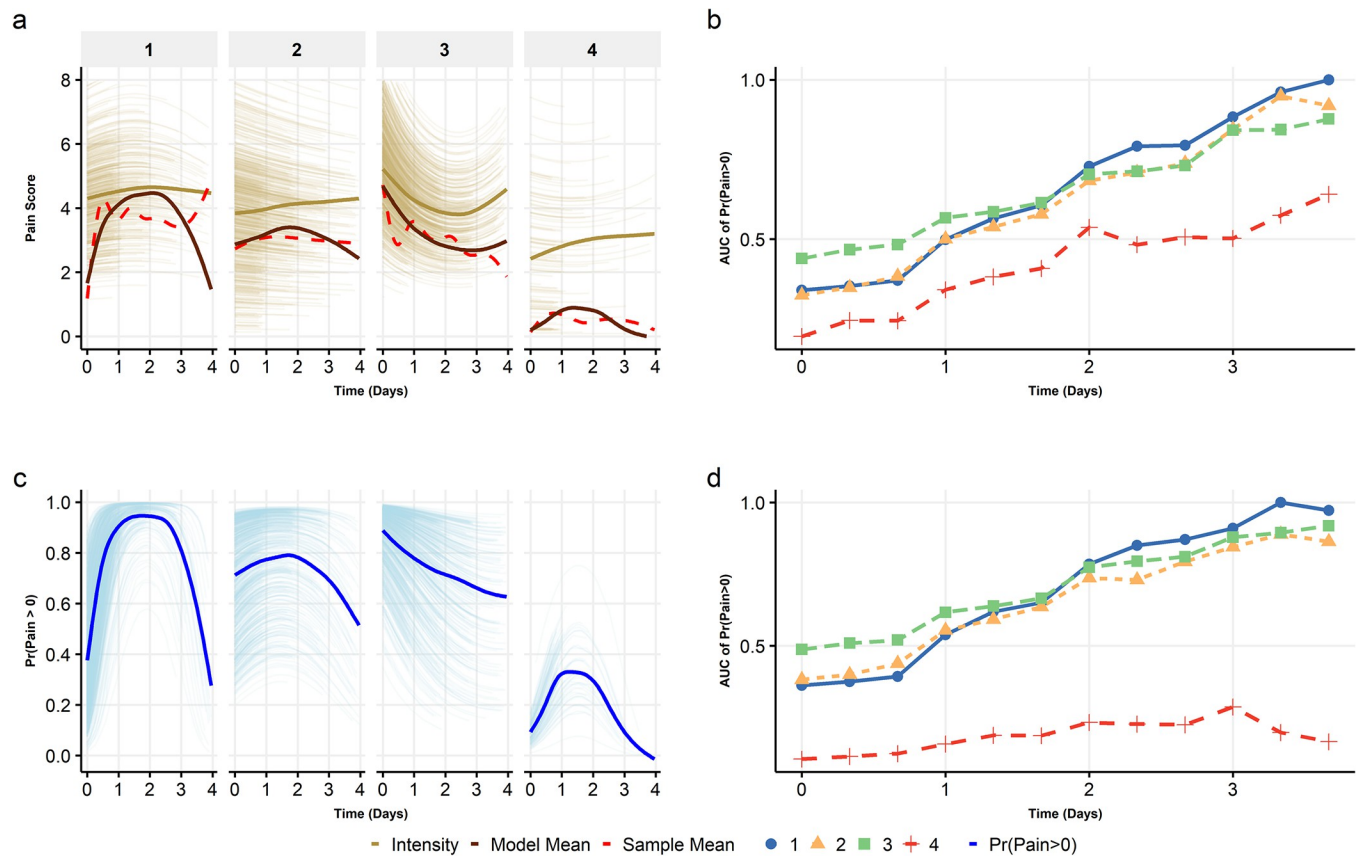 a
1 2 3 4
Pain Score
8
6
4
2
0
0 1 2 3 4 0 1 2 3 4 0 1 2 3 4 0 1 2 3 4
Time (Days)
b
AUC of Pr(Pain>0)
1.0
0.5
0 1 2 3
Time (Days)
c
Pr(Pain > 0)
1.0
0.8
0.6
0.4
0.2
0.0
0 1 2 3 4 0 1 2 3 4 0 1 2 3 4 0 1 2 3 4
Time (Days)
d
AUC of Pr(Pain>0)
1.0
0.5
0 1 2 3
Time (Days)
Intensity Model Mean Sample Mean 1 2 3 4 Pr(Pain>0)